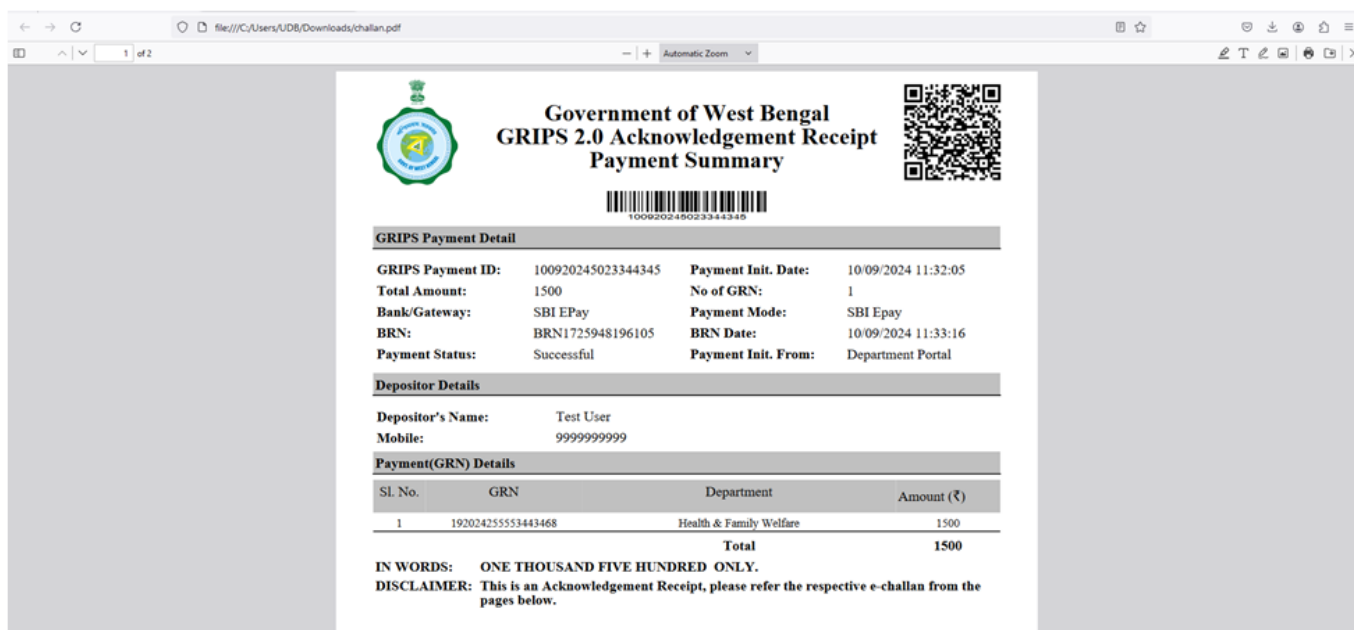 file:///C:/Users/UDB/Downloads/challan.pdf
1 of 2
Automatic Zoom
Government of West Bengal
GRIPS 2.0 Acknowledgement Receipt
Payment Summary
100920245023344345
GRIPS Payment Detail
GRIPS Payment ID: 100920245023344345 Payment Init. Date: 10/09/2024 11:32:05
Total Amount: 1500 No of GRN: 1
Bank/Gateway: SBI EPay Payment Mode: SBI Epay
BRN: BRN1725948196105 BRN Date: 10/09/2024 11:33:16
Payment Status: Successful Payment Init. From: Department Portal
Depositor Details
Depositor's Name: Test User
Mobile: 9999999999
Payment(GRN) Details
Sl. No. GRN Department Amount (₹)
1 192024255553443468 Health & Family Welfare 1500
Total 1500
IN WORDS: ONE THOUSAND FIVE HUNDRED ONLY.
DISCLAIMER: This is an Acknowledgement Receipt, please refer the respective e-challan from the
pages below.